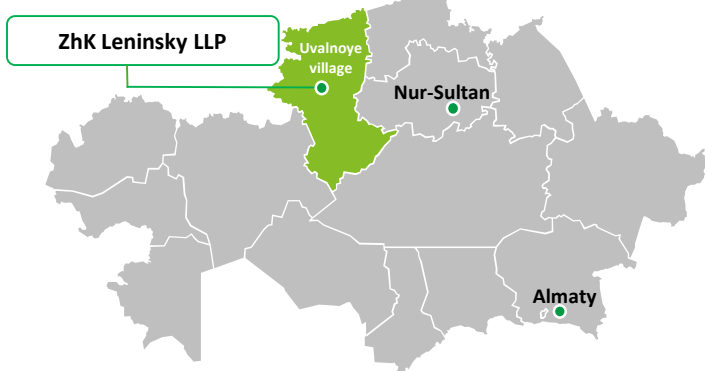 ZhK Leninsky LLP
Uvalnoye
village
Nur-Sultan
Almaty